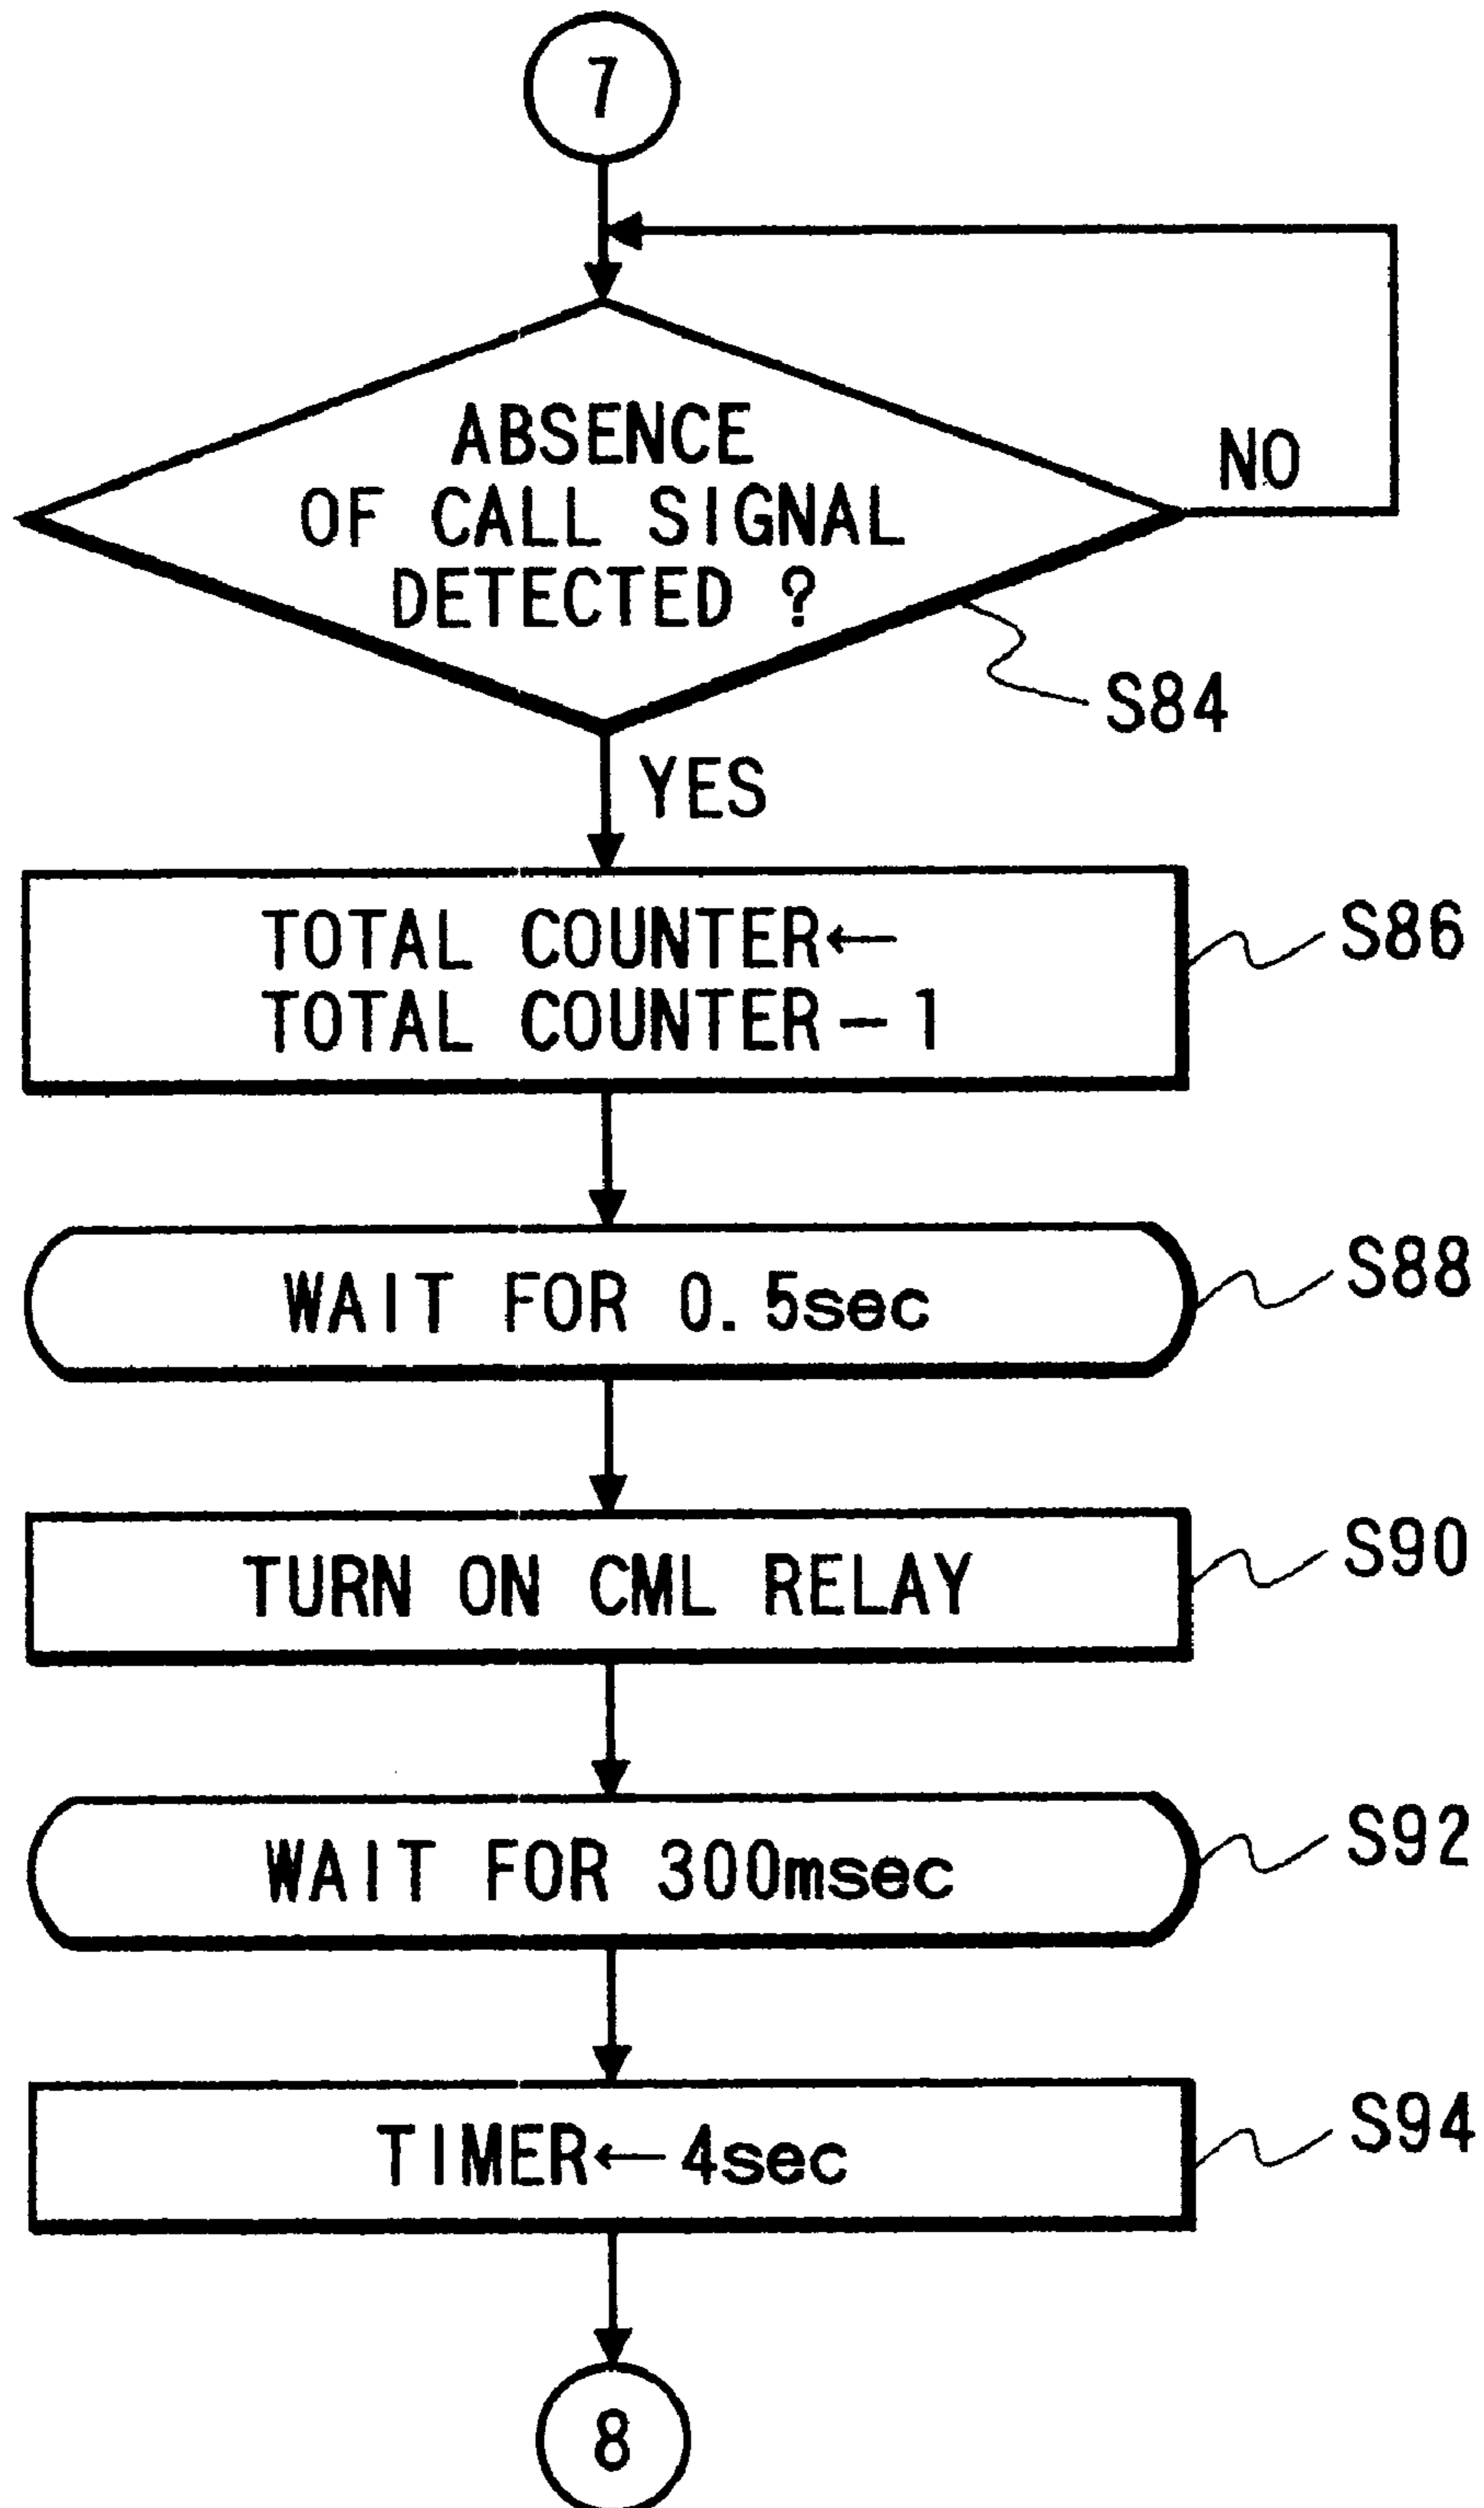 7
ABSENCE
OF CALL SIGNAL
DETECTED ?
NO
S84
YES
TOTAL COUNTER←
TOTAL COUNTER－1
S86
WAIT FOR 0.5sec
S88
TURN ON CML RELAY
S90
WAIT FOR 300msec
S92
TIMER←4sec
S94
8